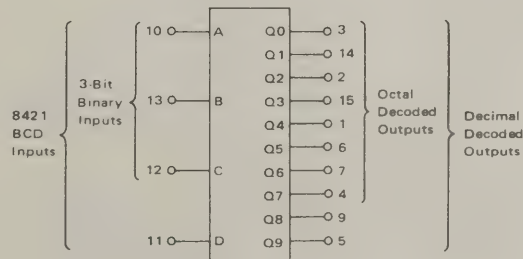 10 A Q0 3
Q1 14
3-Bit Binary Inputs
Q2 2
13 B Q3 15
8421 BCD Inputs
Q4 1
Octal Decoded Outputs
Decimal Decoded Outputs
Q5 6
12 C Q6 7
Q7 4
Q8 9
11 D Q9 5